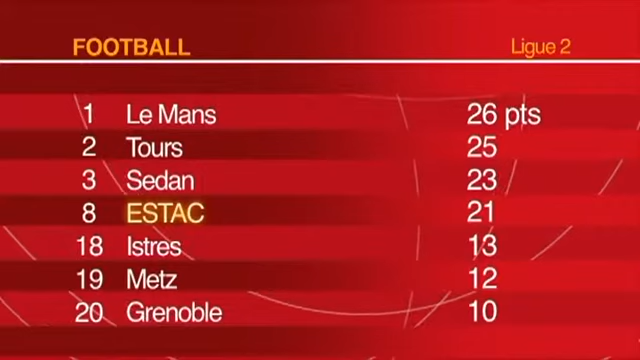 FOOTBALL Ligue 2
1 Le Mans 26 pts
2 Tours 25
3 Sedan 23
8 ESTAC 21
18 Istres 13
19 Metz 12
20 Grenoble 10